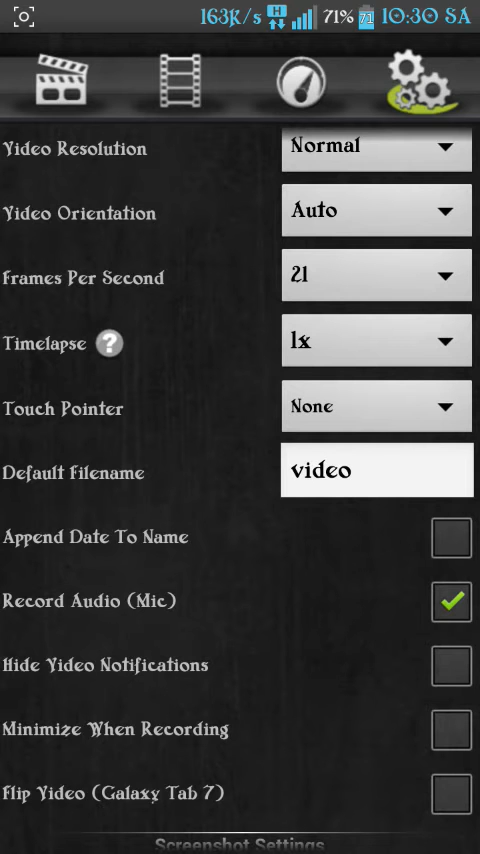 163K/s H 71% 71 10:30 SA
Video Resolution Normal
Video Orientation Auto
Frames Per Second 21
Timelapse ? 1x
Touch Pointer None
Default Filename video
Append Date To Name
Record Audio (Mic)
Hide Video Notifications
Minimize When Recording
Flip Video (Galaxy Tab 7)
Screenshot Settings